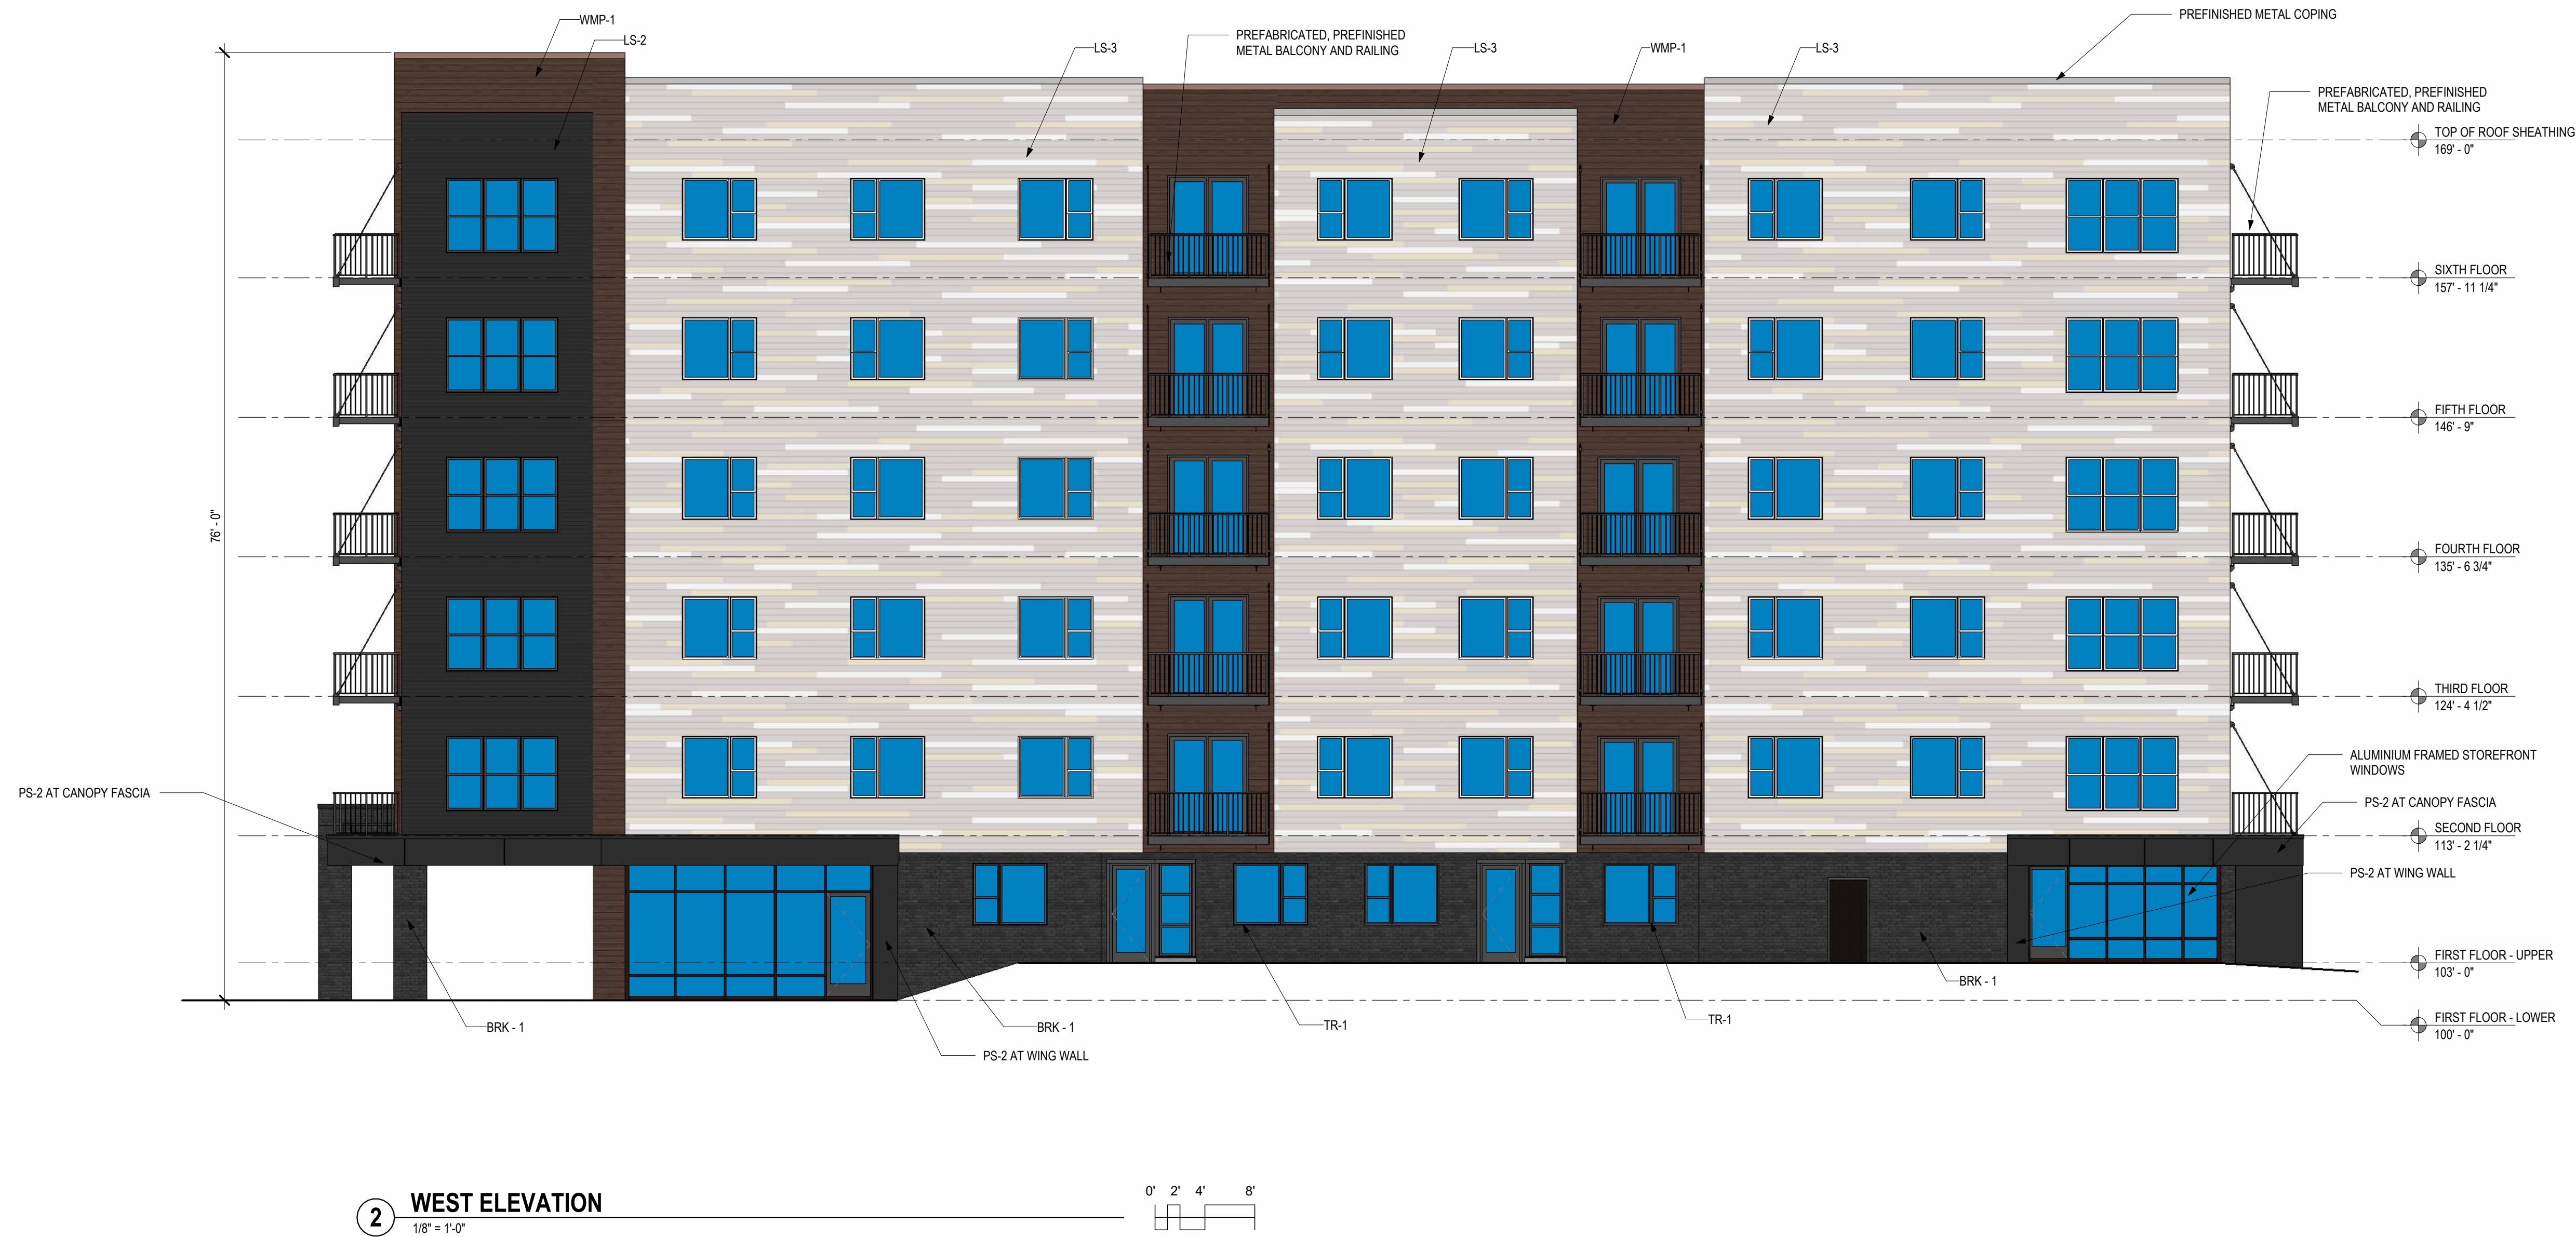 WMP-1
LS-2
LS-3
PREFABRICATED, PREFINISHED
METAL BALCONY AND RAILING
LS-3
WMP-1
LS-3
PREFINISHED METAL COPING
PREFABRICATED, PREFINISHED
METAL BALCONY AND RAILING
TOP OF ROOF SHEATHING
169' - 0"
SIXTH FLOOR
157' - 11 1/4"
FIFTH FLOOR
146' - 9"
76' - 0"
FOURTH FLOOR
135' - 6 3/4"
THIRD FLOOR
124' - 4 1/2"
ALUMINIUM FRAMED STOREFRONT
WINDOWS
PS-2 AT CANOPY FASCIA
PS-2 AT CANOPY FASCIA
SECOND FLOOR
113' - 2 1/4"
PS-2 AT WING WALL
FIRST FLOOR - UPPER
103' - 0"
BRK - 1
FIRST FLOOR - LOWER
100' - 0"
BRK - 1
BRK - 1
TR-1
TR-1
PS-2 AT WING WALL
2
WEST ELEVATION
1/8" = 1'-0"
0' 2' 4' 8'